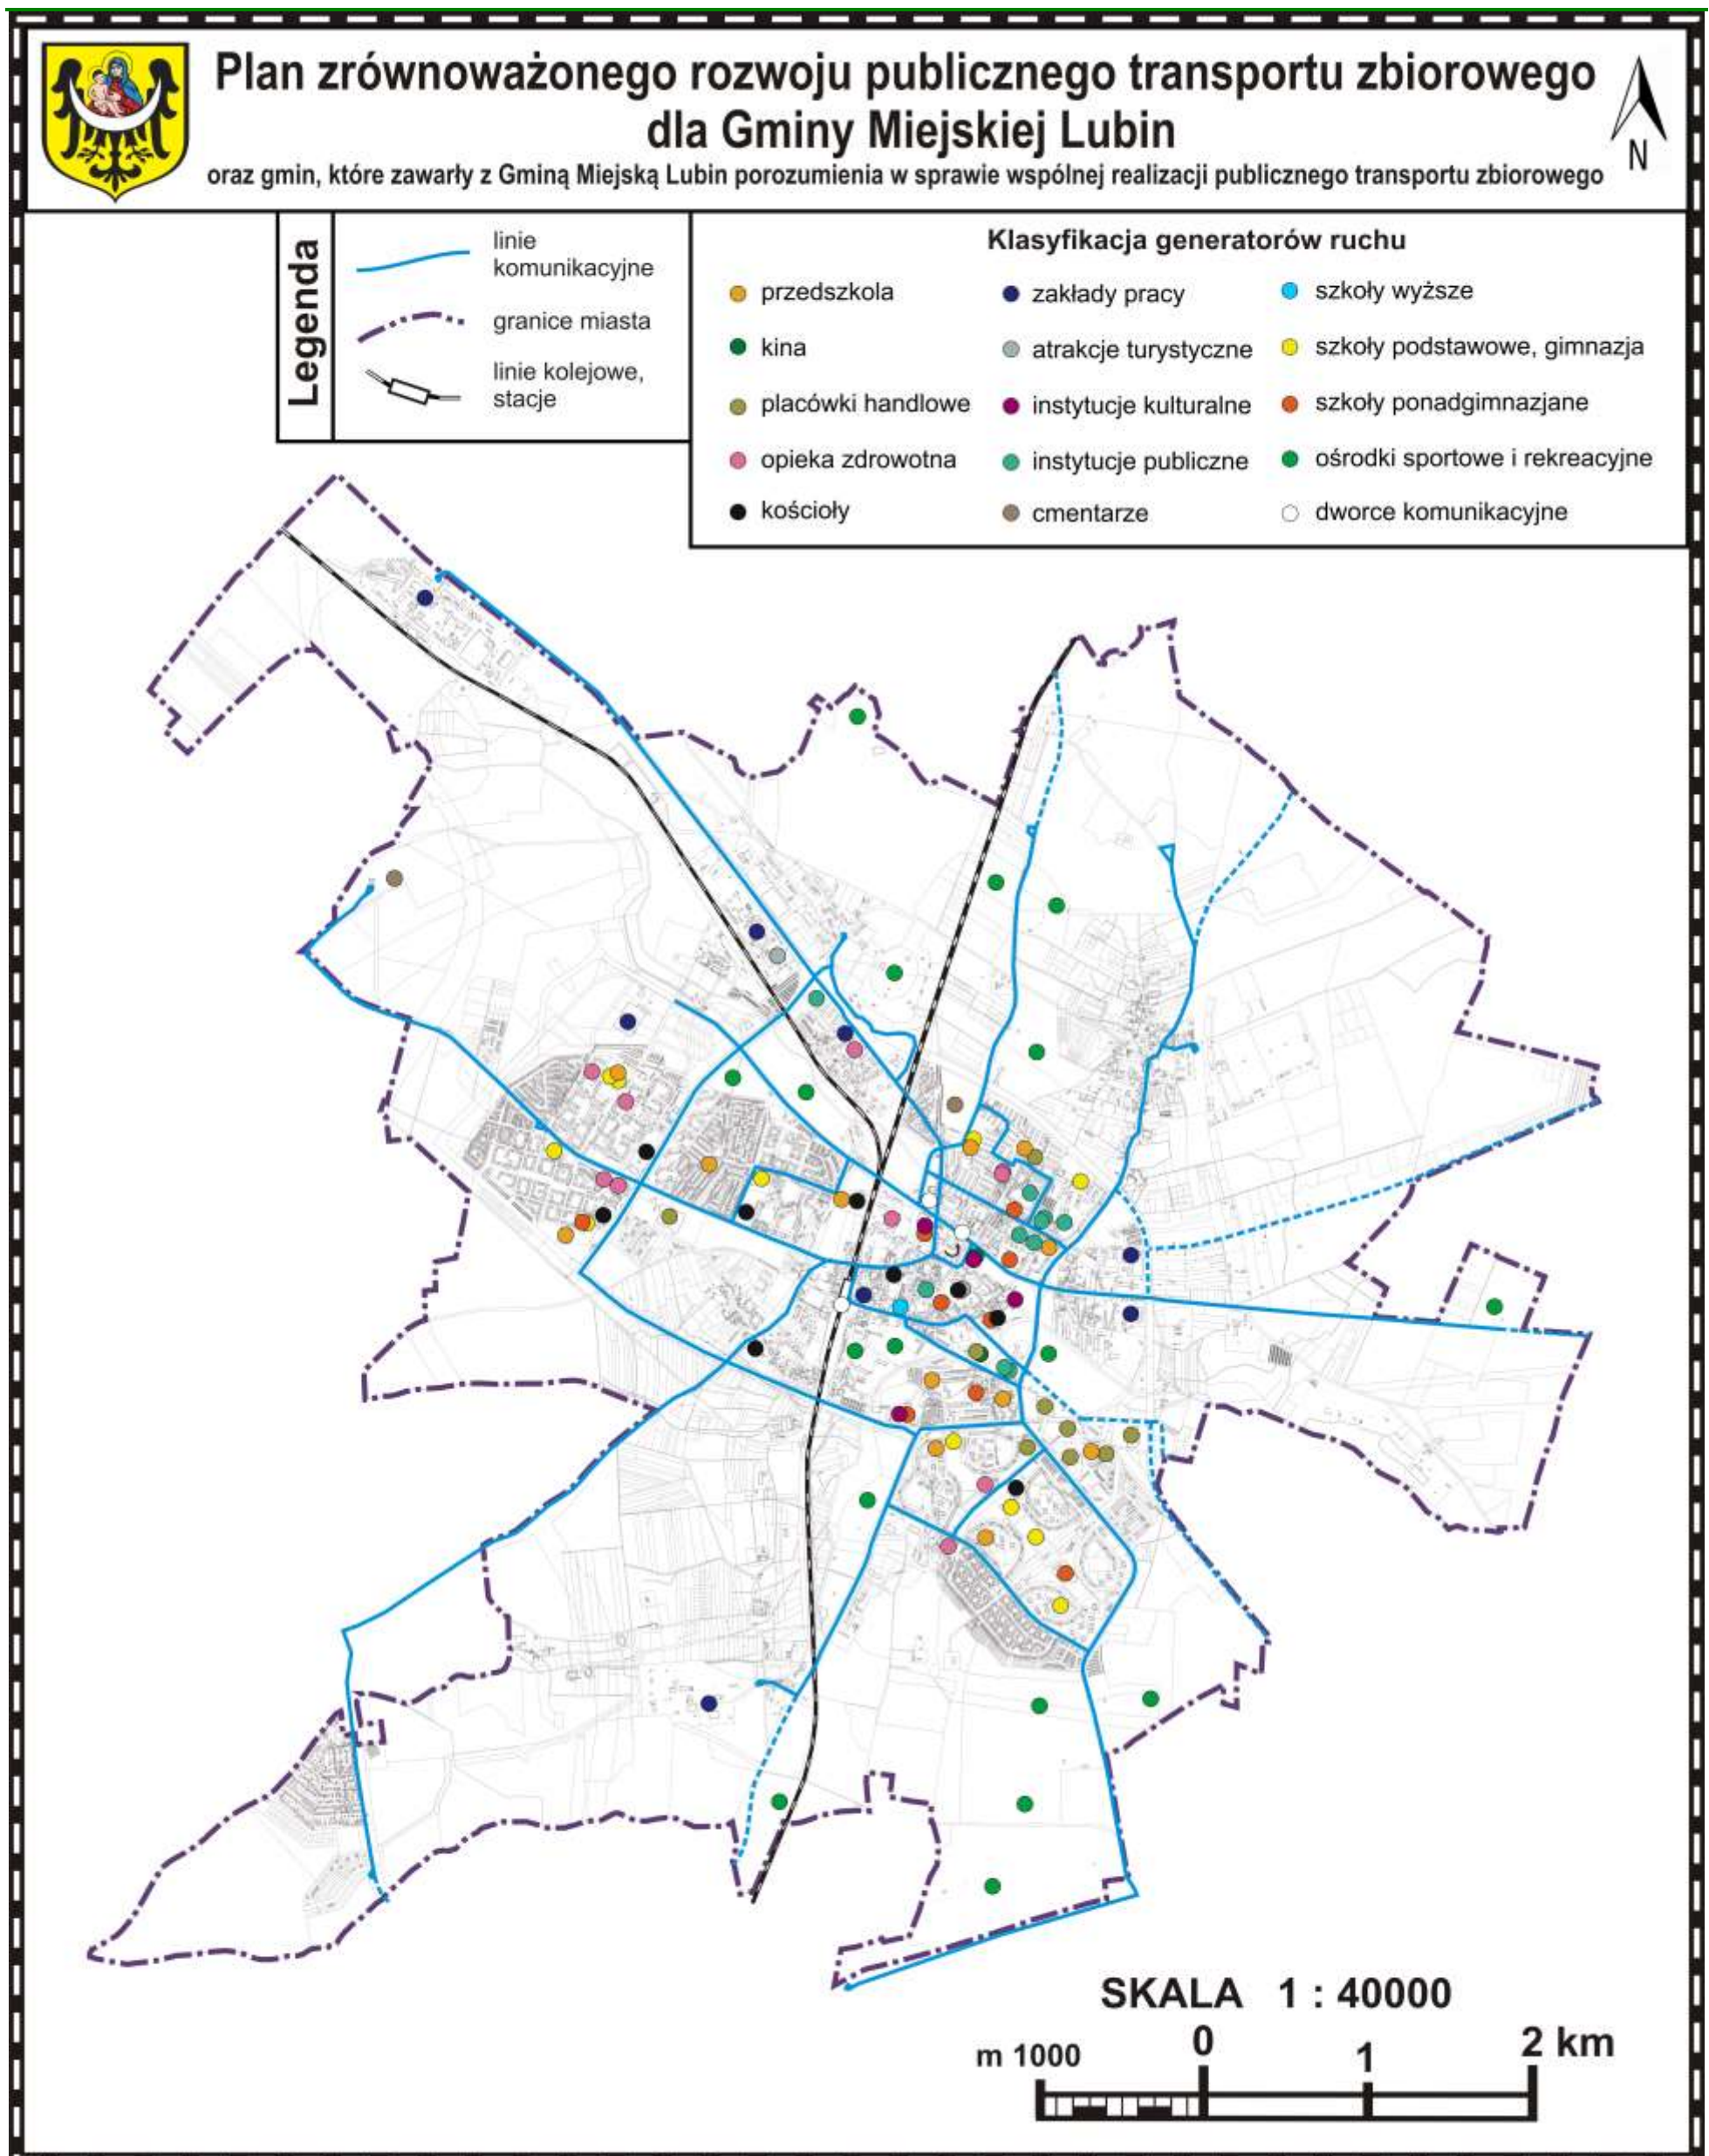 Plan zrównoważonego rozwoju publicznego transportu zbiorowego
dla Gminy Miejskiej Lubin
oraz gmin, które zawarły z Gminą Miejską Lubin porozumienia w sprawie wspólnej realizacji publicznego transportu zbiorowego
N
Legenda
linie
komunikacyjne
granice miasta
linie kolejowe,
stacje
Klasyfikacja generatorów ruchu
przedszkola
kina
placówki handlowe
opieka zdrowotna
kościoły
zakłady pracy
atrakcje turystyczne
instytucje kulturalne
instytucje publiczne
cmentarze
szkoły wyższe
szkoły podstawowe, gimnazja
szkoły ponadgimnazjane
ośrodki sportowe i rekreacyjne
dworce komunikacyjne
SKALA 1 : 40000
m 1000 0 1 2 km